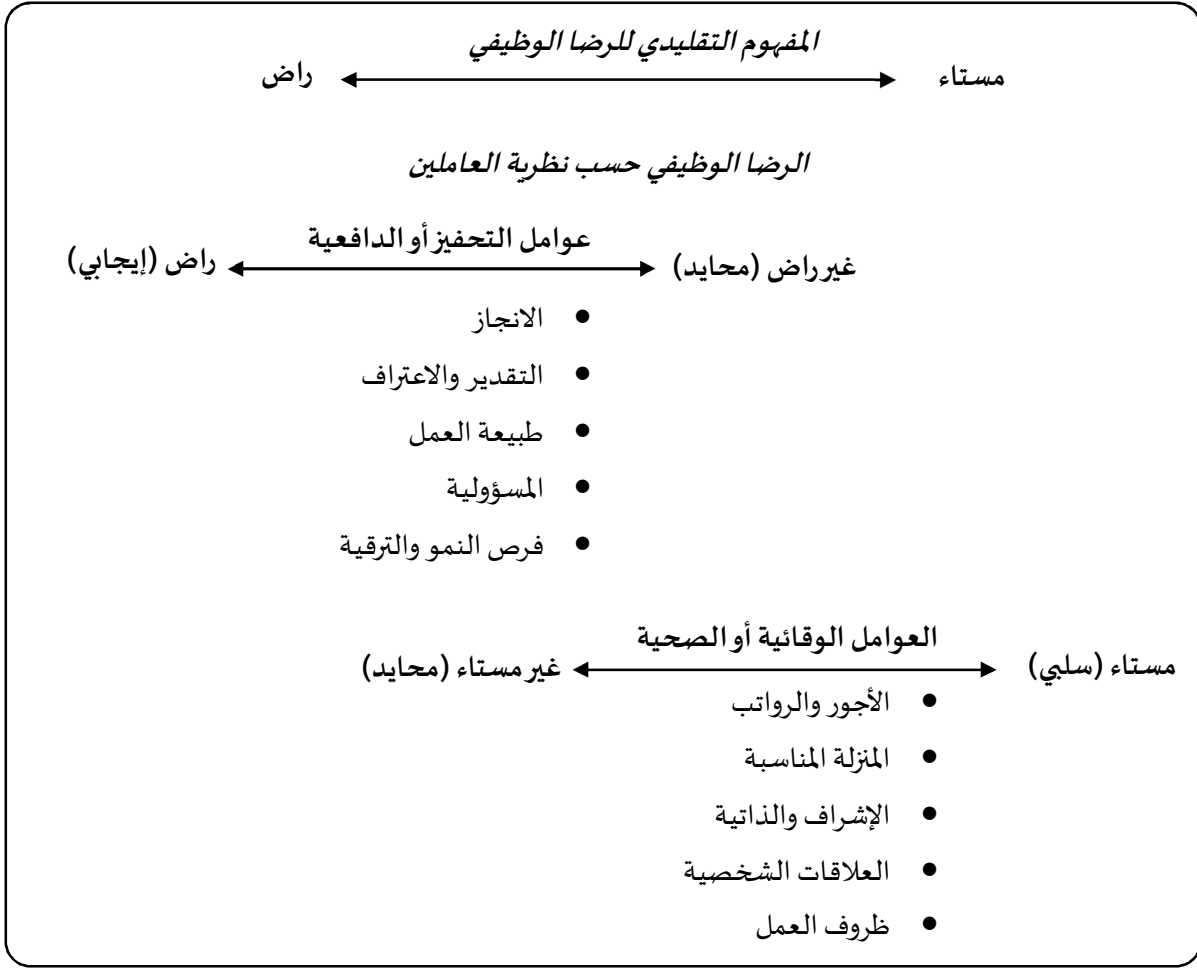 المفهوم التقليدي للرضا الوظيفي
مستاء راض
الرضا الوظيفي حسب نظرية العاملين
عوامل التحفيز أو الدافعية
غير راض (محايد) راض (إيجابي)
● الانجاز
● التقدير والاعتراف
● طبيعة العمل
● المسؤولية
● فرص النمو والترقية
العوامل الوقائية أو الصحية
مستاء (سلبي) غير مستاء (محايد)
● الأجور والرواتب
● المنزلة المناسبة
● الإشراف والذاتية
● العلاقات الشخصية
● ظروف العمل